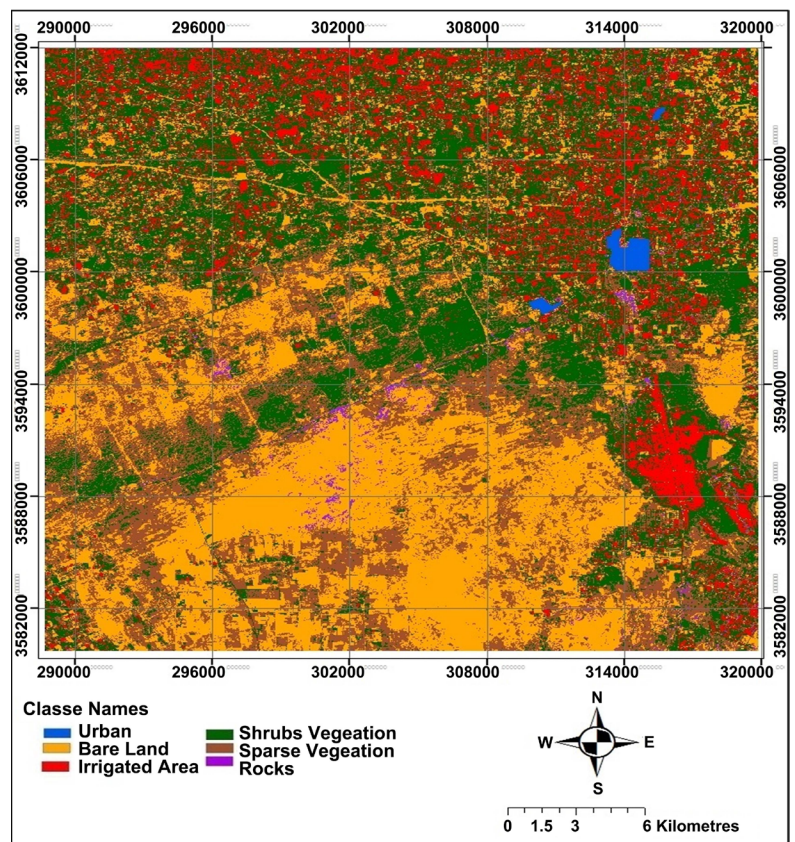 290000 296000 302000 308000 314000 320000
3612000 3606000 3600000 3594000 3588000 3582000
3606000 3600000 3594000 3588000 3582000
290000 296000 302000 308000 314000 320000
Classe Names
Urban
Bare Land
Irrigated Area
Shrubs Vegeation
Sparse Vegeation
Rocks
N
W E
S
0 1.5 3 6 Kilometres